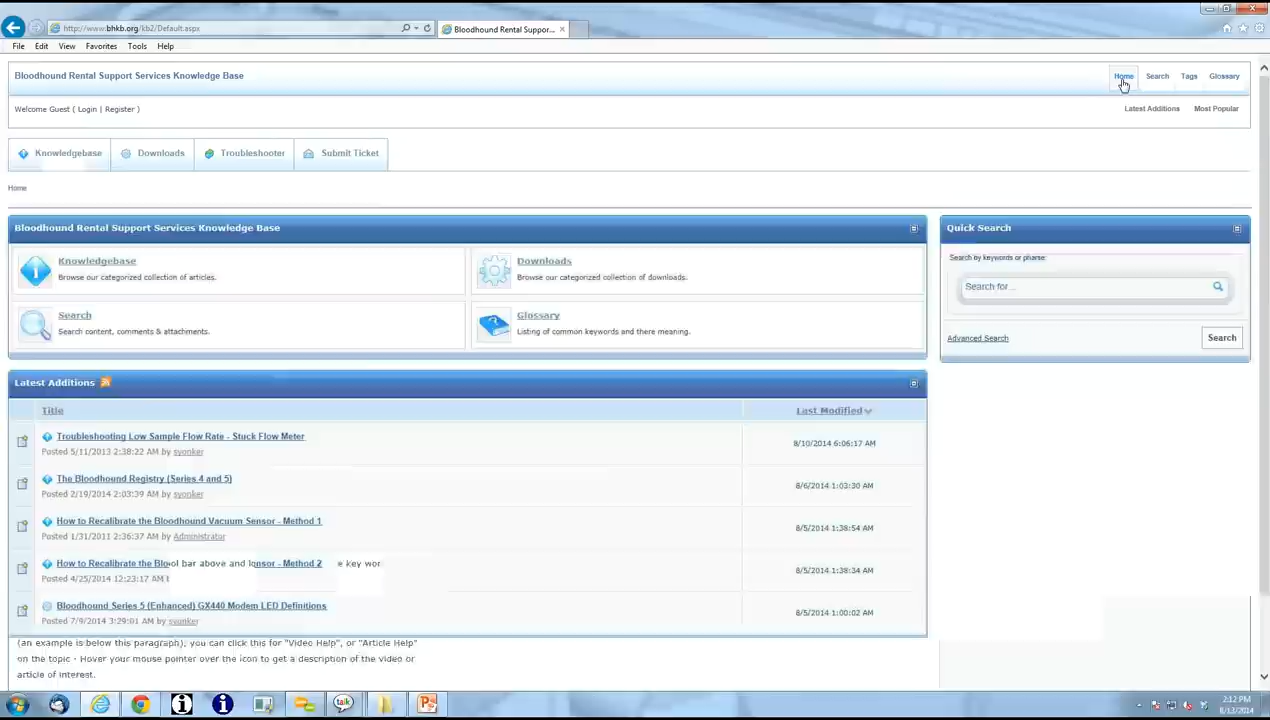 http://www.bhkb.org/kb2/Default.aspx
Bloodhound Rental Suppor...
File Edit View Favorites Tools Help
Bloodhound Rental Support Services Knowledge Base
Home Search Tags Glossary
Welcome Guest ( Login | Register )
Latest Additions Most Popular
Knowledgebase Downloads Troubleshooter Submit Ticket
Home
Bloodhound Rental Support Services Knowledge Base
Quick Search
Knowledgebase
Browse our categorized collection of articles.
Downloads
Browse our categorized collection of downloads.
Search by keywords or pharse
Search for...
Search
Search content, comments & attachments.
Glossary
Listing of common keywords and there meaning.
Advanced Search
Search
Latest Additions
Title Last Modified
Troubleshooting Low Sample Flow Rate - Stuck Flow Meter
Posted 5/11/2013 2:38:22 AM by syonker
8/10/2014 6:06:17 AM
The Bloodhound Registry (Series 4 and 5)
Posted 2/19/2014 2:03:39 AM by syonker
8/6/2014 1:03:30 AM
How to Recalibrate the Bloodhound Vacuum Sensor - Method 1
Posted 1/31/2011 2:36:37 AM by Administrator
8/5/2014 1:38:54 AM
How to Recalibrate the Blo ol bar above and l nsor - Method 2 e key wor
Posted 4/25/2014 12:23:17 AM
8/5/2014 1:38:34 AM
Bloodhound Series 5 (Enhanced) GX440 Modem LED Definitions
Posted 7/9/2014 3:29:01 AM by syonker
8/5/2014 1:00:02 AM
(an example is below this paragraph), you can click this for "Video Help", or "Article Help"
on the topic - Hover your mouse pointer over the icon to get a description of the video or
article of interest.
talk
2:12 PM
8/13/2014